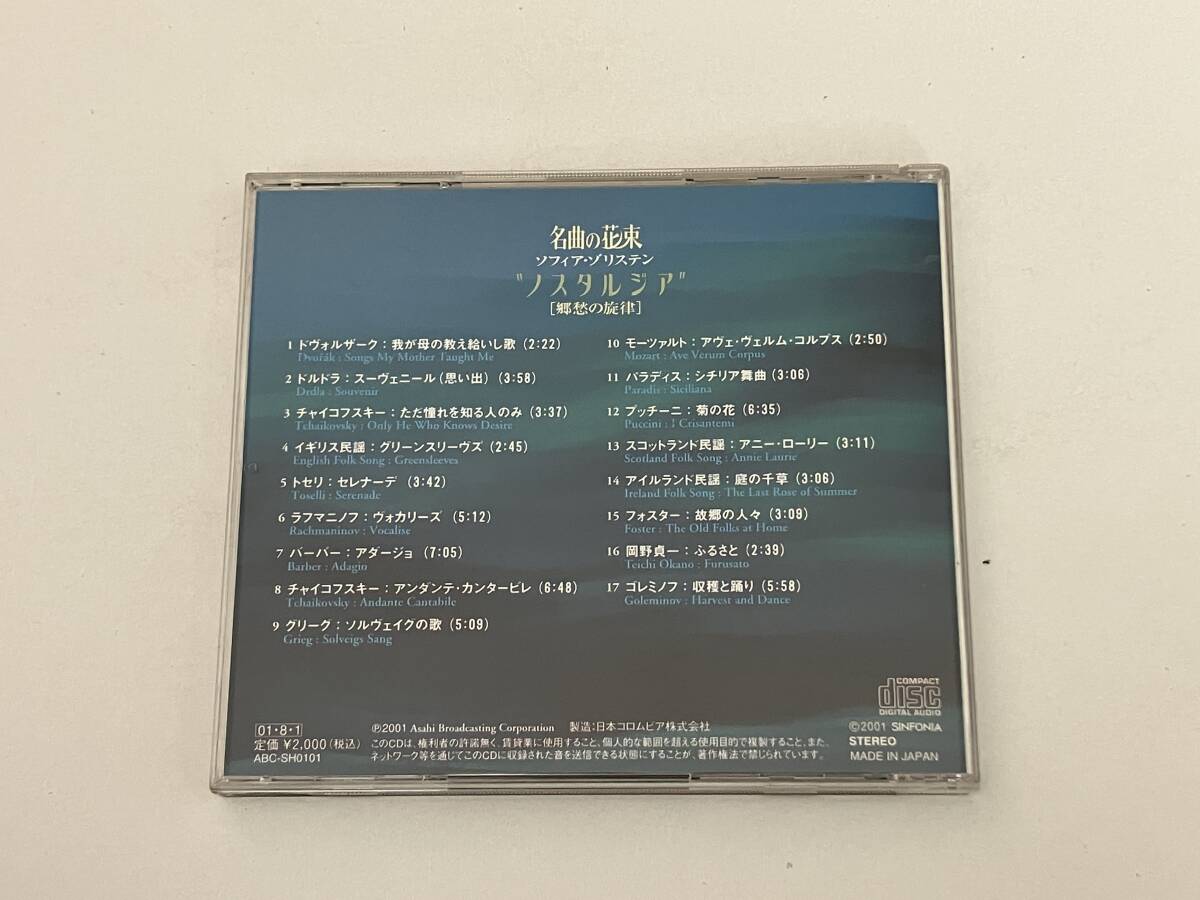 名曲の花束
ソフィア・ゾリステン
"ノスタルジア"
[郷愁の旋律]
1 ドヴォルザーク：我が母の教え給いし歌 (2:22)
Dvořák : Songs My Mother Taught Me
2 ドルドラ：スーヴェニール(思い出) (3:58)
Drdla : Souvenir
3 チャイコフスキー：ただ憧れを知る人のみ (3:37)
Tchaikovsky : Only He Who Knows Desire
4 イギリス民謡：グリーンスリーヴズ (2:45)
English Folk Song : Greensleeves
5 トセリ：セレナーデ (3:42)
Toselli : Serenade
6 ラフマニノフ：ヴォカリーズ (5:12)
Rachmaninov : Vocalise
7 バーバー：アダージョ (7:05)
Barber : Adagio
8 チャイコフスキー：アンダンテ・カンタービレ (6:48)
Tchaikovsky : Andante Cantabile
9 グリーグ：ソルヴェイグの歌 (5:09)
Grieg : Solveigs Sang
10 モーツァルト：アヴェ・ヴェルム・コルプス (2:50)
Mozart : Ave Verum Corpus
11 パラディス：シチリア舞曲 (3:06)
Paradis : Siciliana
12 プッチーニ：菊の花 (6:35)
Puccini : I Crisantemi
13 スコットランド民謡：アニー・ローリー (3:11)
Scotland Folk Song : Annie Laurie
14 アイルランド民謡：庭の千草 (3:06)
Ireland Folk Song : The Last Rose of Summer
15 フォスター：故郷の人々 (3:09)
Foster : The Old Folks at Home
16 岡野貞一：ふるさと (2:39)
Teichi Okano : Furusato
17 ゴレミノフ：収穫と踊り (5:58)
Goleminov : Harvest and Dance
COMPACT
disc
DIGITAL AUDIO
01・8・1
定価 ¥2,000(税込)
ABC-SH0101
Ⓟ2001 Asahi Broadcasting Corporation 製造：日本コロムビア株式会社
このCDは、権利者の許諾無く、賃貸業に使用すること、個人的な範囲を超える使用目的で複製すること、また、
ネットワーク等を通じてこのCDに収録された音を送信できる状態にすることが、著作権法で禁じられています。
©2001 SINFONIA
STEREO
MADE IN JAPAN